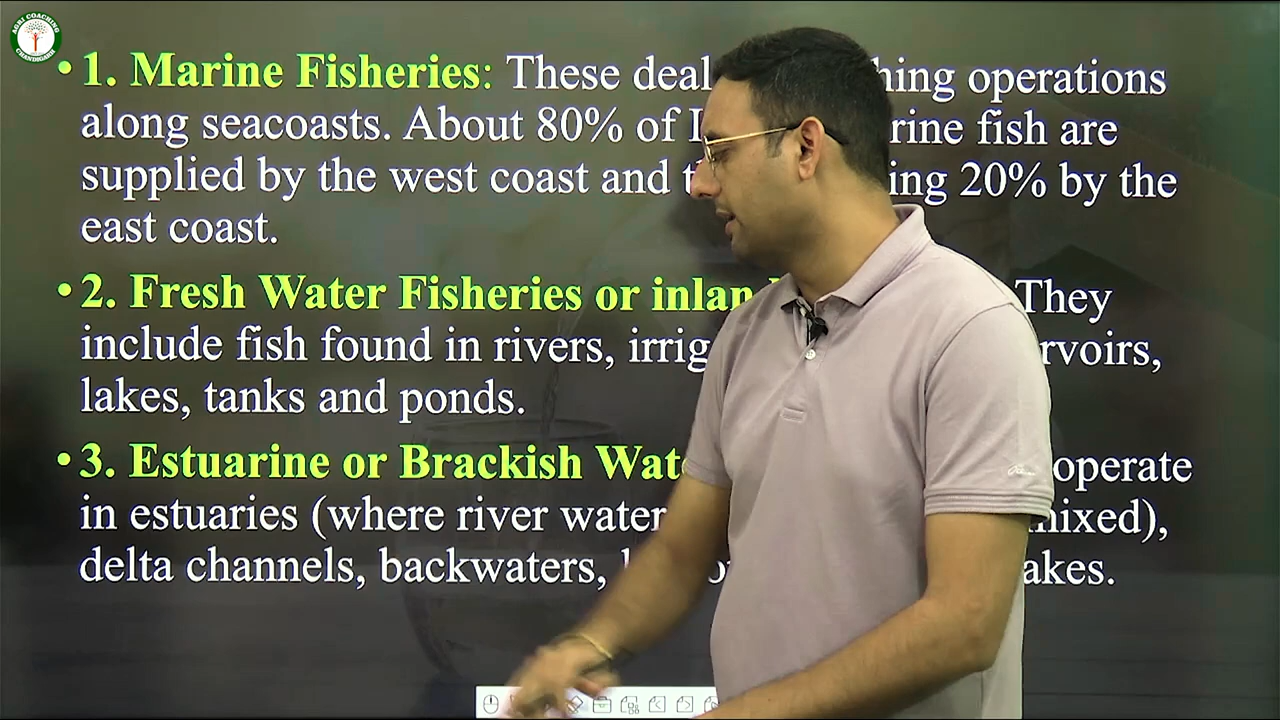 AGRI COACHING
CHANDIGARH
• 1. Marine Fisheries: These deal hing operations
along seacoasts. About 80% of I rine fish are
supplied by the west coast and t ing 20% by the
east coast.
• 2. Fresh Water Fisheries or inlan They
include fish found in rivers, irrig rvoirs,
lakes, tanks and ponds.
• 3. Estuarine or Brackish Wat operate
in estuaries (where river water mixed),
delta channels, backwaters, akes.